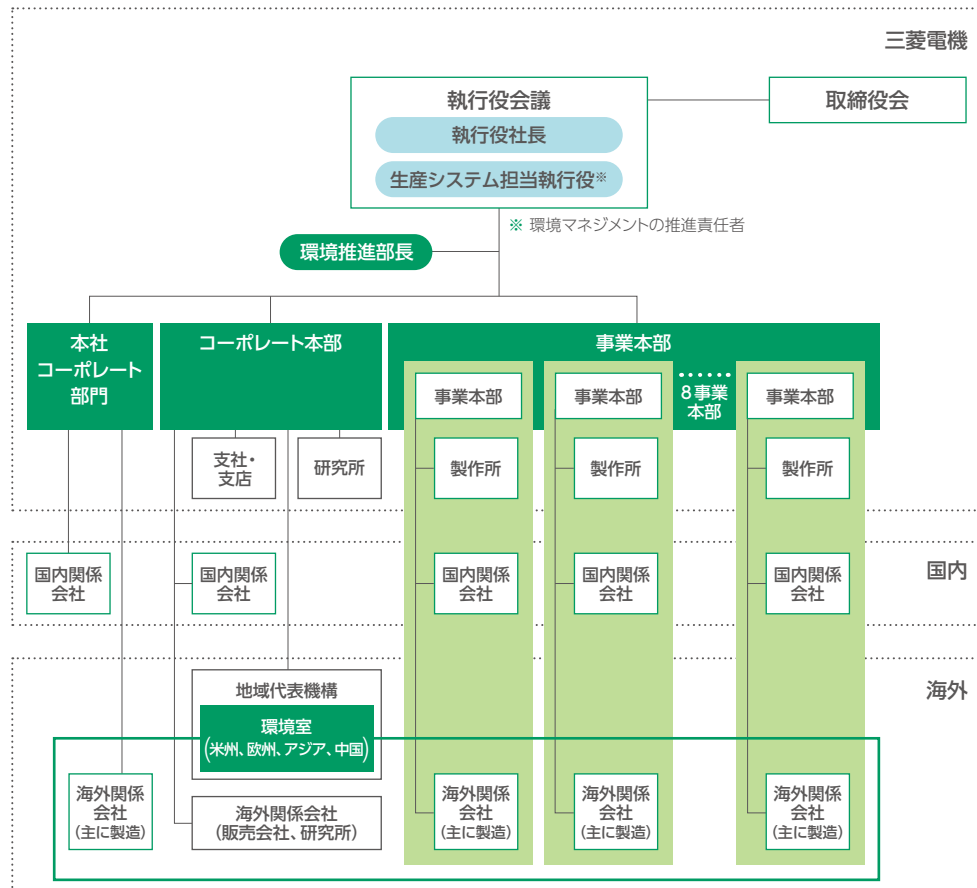 三菱電機
執行役会議
取締役会
執行役社長
生産システム担当執行役※
※ 環境マネジメントの推進責任者
環境推進部長
本社
コーポレート
部門
コーポレート本部
事業本部
事業本部
事業本部
……
8事業
本部
事業本部
支社・
支店
研究所
製作所
製作所
製作所
国内
国内関係
会社
国内関係
会社
国内関係
会社
国内関係
会社
国内関係
会社
海外
地域代表機構
環境室
(米州、欧州、アジア、中国)
海外関係
会社
(主に製造)
海外関係会社
(販売会社、研究所)
海外関係
会社
(主に製造)
海外関係
会社
(主に製造)
海外関係
会社
(主に製造)